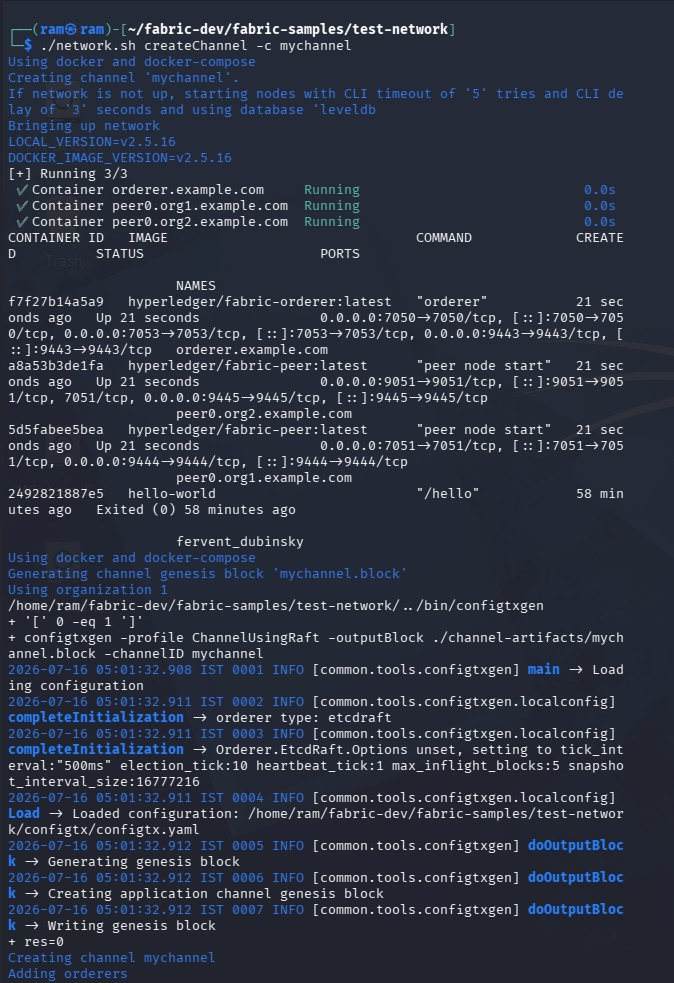 ┌──(ram㉿ram)-[~/fabric-dev/fabric-samples/test-network]
└─$ ./network.sh createChannel -c mychannel
Using docker and docker-compose
Creating channel 'mychannel'.
If network is not up, starting nodes with CLI timeout of '5' tries and CLI de
lay of '3' seconds and using database 'leveldb
Bringing up network
LOCAL_VERSION=v2.5.16
DOCKER_IMAGE_VERSION=v2.5.16
[+] Running 3/3
 ✔ Container orderer.example.com     Running                            0.0s
 ✔ Container peer0.org1.example.com  Running                            0.0s
 ✔ Container peer0.org2.example.com  Running                            0.0s
CONTAINER ID   IMAGE                               COMMAND             CREATE
D          STATUS                      PORTS
Trash
                     NAMES
f7f27b14a5a9   hyperledger/fabric-orderer:latest   "orderer"           21 sec
onds ago   Up 21 seconds               0.0.0.0:7050→7050/tcp, [::]:7050→705
0/tcp, 0.0.0.0:7053→7053/tcp, [::]:7053→7053/tcp, 0.0.0.0:9443→9443/tcp, [
::]:9443→9443/tcp   orderer.example.com
a8a53b3de1fa   hyperledger/fabric-peer:latest      "peer node start"   21 sec
onds ago   Up 21 seconds               0.0.0.0:9051→9051/tcp, [::]:9051→905
1/tcp, 7051/tcp, 0.0.0.0:9445→9445/tcp, [::]:9445→9445/tcp
                     peer0.org2.example.com
5d5fabee5bea   hyperledger/fabric-peer:latest      "peer node start"   21 sec
onds ago   Up 21 seconds               0.0.0.0:7051→7051/tcp, [::]:7051→705
1/tcp, 0.0.0.0:9444→9444/tcp, [::]:9444→9444/tcp
                     peer0.org1.example.com
2492821887e5   hello-world                         "/hello"            58 min
utes ago   Exited (0) 58 minutes ago
                     fervent_dubinsky
Using docker and docker-compose
Generating channel genesis block 'mychannel.block'
Using organization 1
/home/ram/fabric-dev/fabric-samples/test-network/../bin/configtxgen
+ '[' 0 -eq 1 ']'
+ configtxgen -profile ChannelUsingRaft -outputBlock ./channel-artifacts/mych
annel.block -channelID mychannel
2026-07-16 05:01:32.908 IST 0001 INFO [common.tools.configtxgen] main → Load
ing configuration
2026-07-16 05:01:32.911 IST 0002 INFO [common.tools.configtxgen.localconfig]
completeInitialization → orderer type: etcdraft
2026-07-16 05:01:32.911 IST 0003 INFO [common.tools.configtxgen.localconfig]
completeInitialization → Orderer.EtcdRaft.Options unset, setting to tick_int
erval:"500ms" election_tick:10 heartbeat_tick:1 max_inflight_blocks:5 snapsho
t_interval_size:16777216
2026-07-16 05:01:32.911 IST 0004 INFO [common.tools.configtxgen.localconfig]
Load → Loaded configuration: /home/ram/fabric-dev/fabric-samples/test-networ
k/configtx/configtx.yaml
2026-07-16 05:01:32.912 IST 0005 INFO [common.tools.configtxgen] doOutputBloc
k → Generating genesis block
2026-07-16 05:01:32.912 IST 0006 INFO [common.tools.configtxgen] doOutputBloc
k → Creating application channel genesis block
2026-07-16 05:01:32.912 IST 0007 INFO [common.tools.configtxgen] doOutputBloc
k → Writing genesis block
+ res=0
Creating channel mychannel
Adding orderers